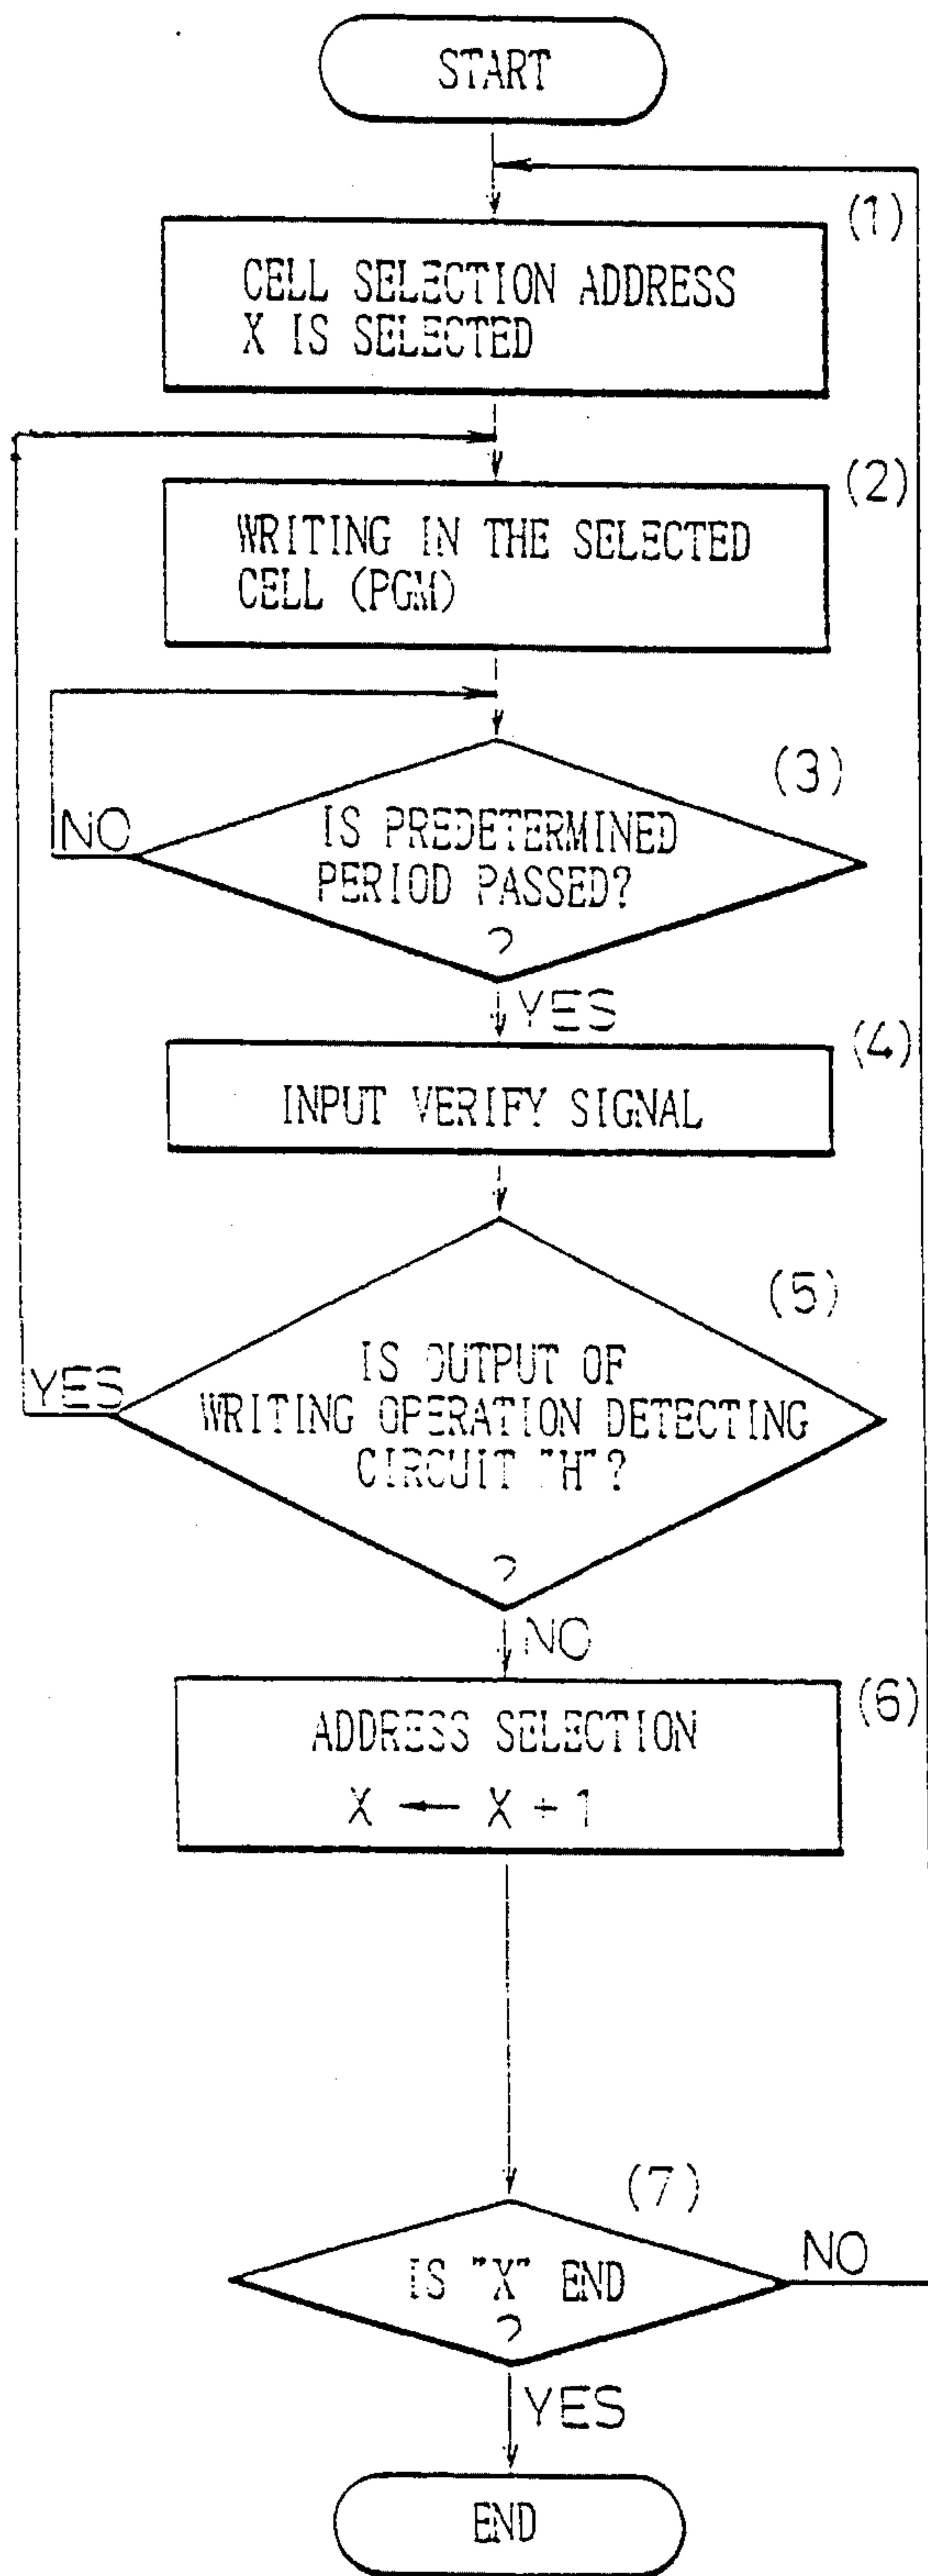 START
(1)
CELL SELECTION ADDRESS
X IS SELECTED
(2)
WRITING IN THE SELECTED
CELL (PGM)
(3)
IS PREDETERMINED
PERIOD PASSED?
?
NO
YES
(4)
INPUT VERIFY SIGNAL
(5)
IS OUTPUT OF
WRITING OPERATION DETECTING
CIRCUIT "H"?
?
YES
NO
(6)
ADDRESS SELECTION
X ← X + 1
(7)
IS "X" END
?
NO
YES
END